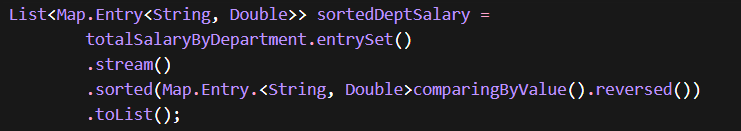 List<Map.Entry<String, Double>> sortedDeptSalary =
totalSalaryByDepartment.entrySet()
.stream()
.sorted(Map.Entry.<String, Double>comparingByValue().reversed())
.toList();